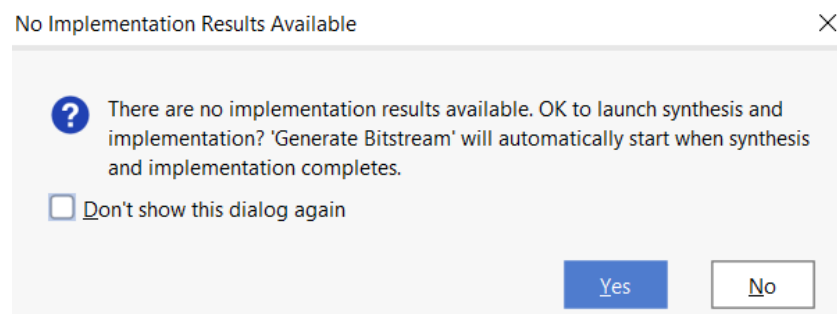 No Implementation Results Available
There are no implementation results available. OK to launch synthesis and
implementation? 'Generate Bitstream' will automatically start when synthesis
and implementation completes.
Don't show this dialog again
Yes
No